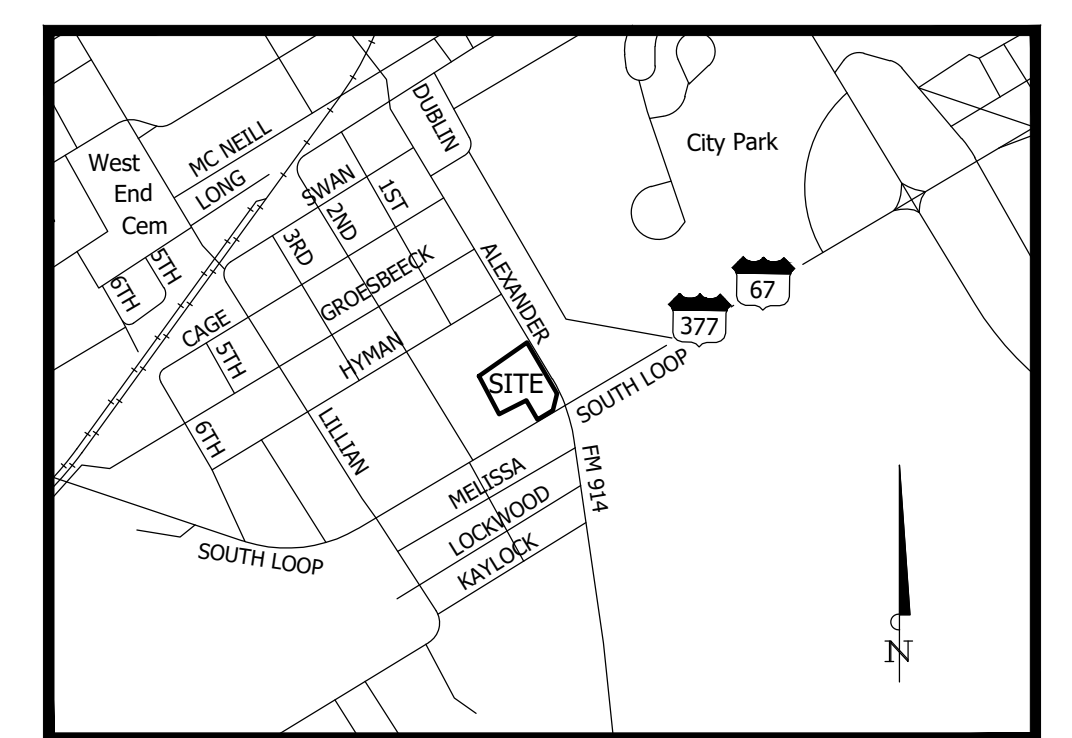 DUBLIN
MC NEILL
City Park
West
End
Cem
LONG
SWAN
1ST
2ND
3RD
5TH
6TH
GROESBEECK
ALEXANDER
67
377
CAGE
5TH
HYMAN
SITE
SOUTH LOOP
6TH
LILLIAN
MELISSA
FM 914
LOCKWOOD
KAYLOCK
SOUTH LOOP
N